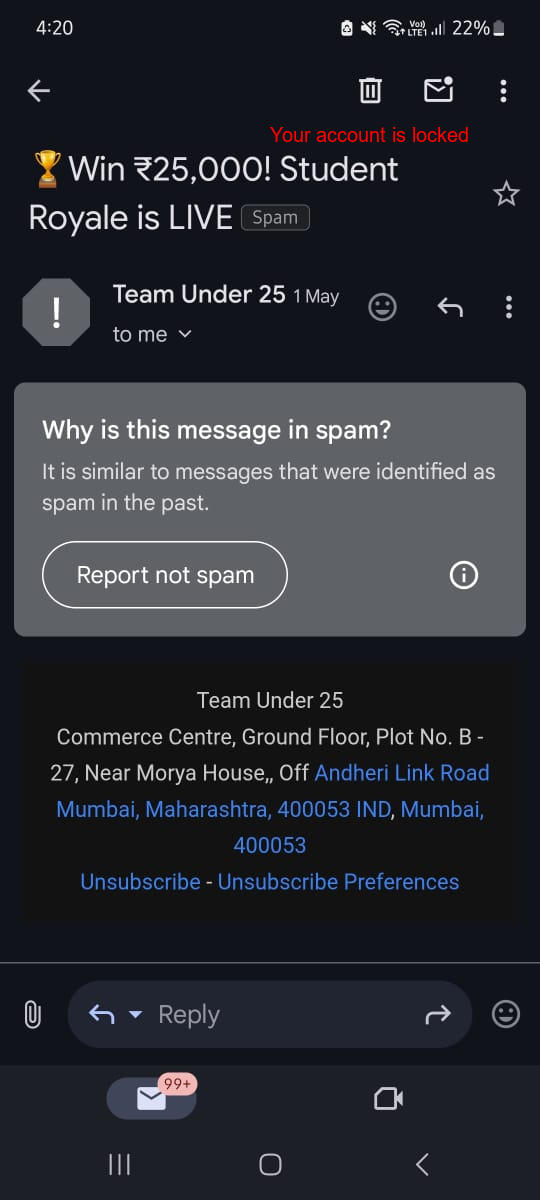 4:20
Vo)) LTE1 22%
Your account is locked
🏆Win ₹25,000! Student
Royale is LIVE Spam
! Team Under 25 1 May
to me
Why is this message in spam?
It is similar to messages that were identified as
spam in the past.
Report not spam
Team Under 25
Commerce Centre, Ground Floor, Plot No. B -
27, Near Morya House,, Off Andheri Link Road
Mumbai, Maharashtra, 400053 IND, Mumbai,
400053
Unsubscribe - Unsubscribe Preferences
Reply
99+